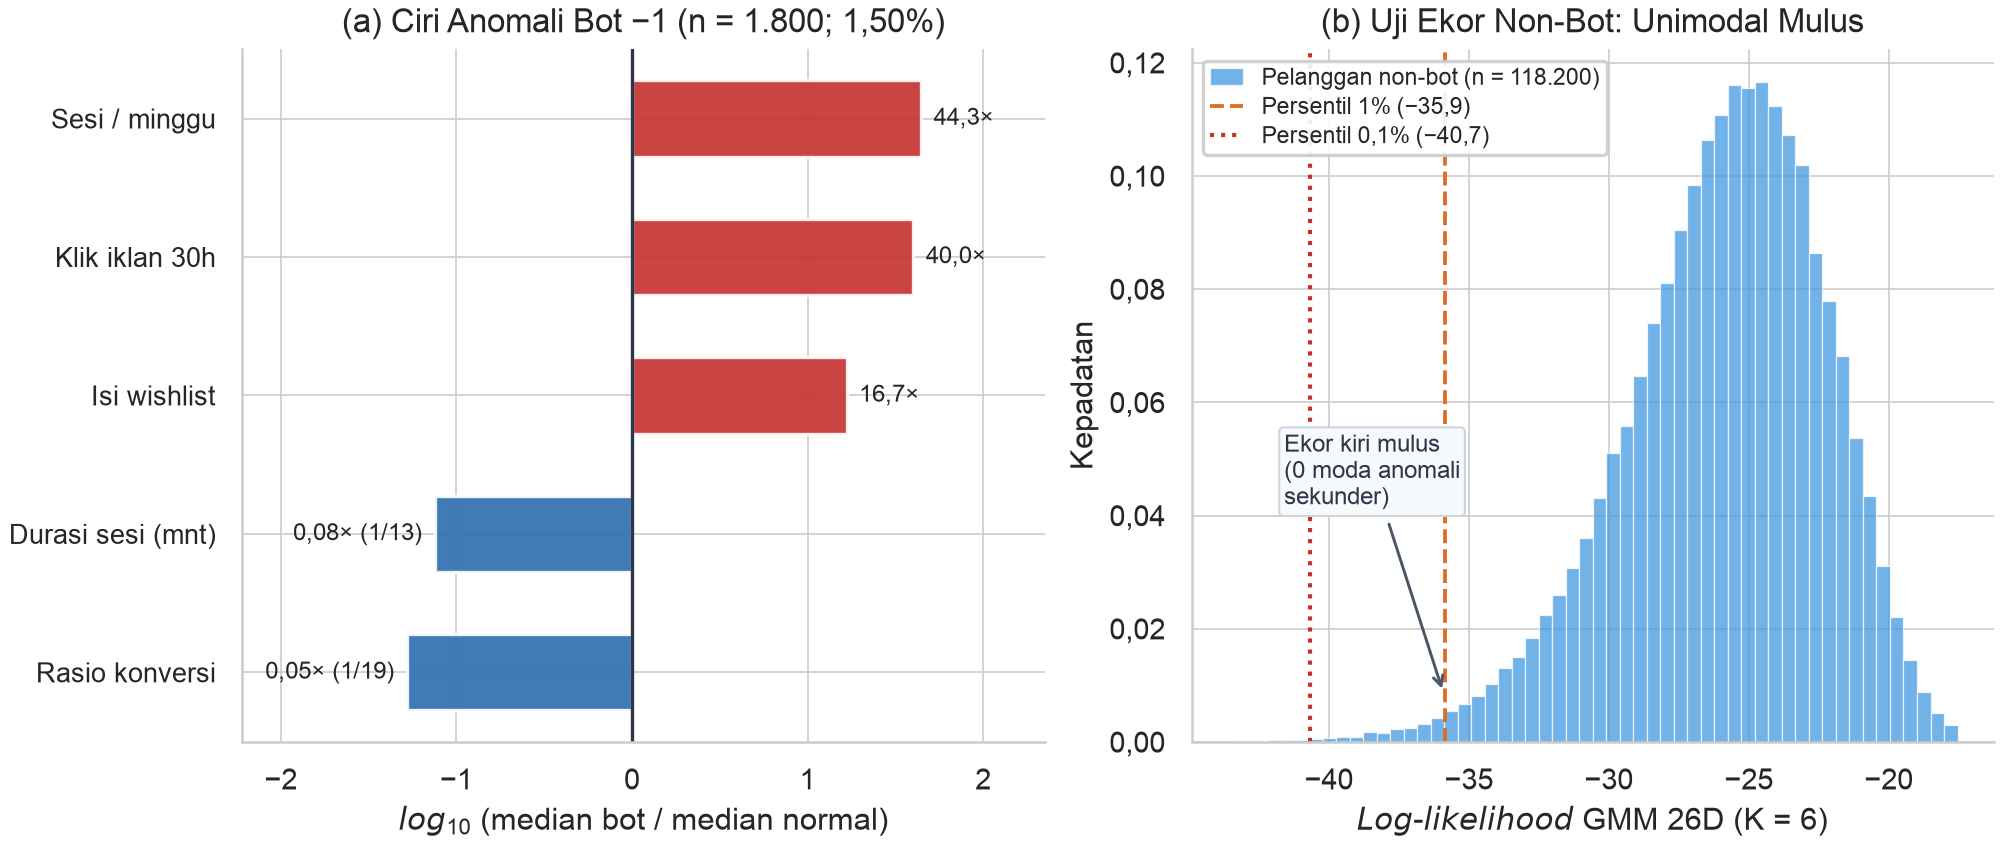 (a) Ciri Anomali Bot −1 (n = 1.800; 1,50%)
Sesi / minggu
44,3×
Klik iklan 30h
40,0×
Isi wishlist
16,7×
Durasi sesi (mnt)
0,08× (1/13)
Rasio konversi
0,05× (1/19)
−2
−1
0
1
2
log10 (median bot / median normal)
(b) Uji Ekor Non-Bot: Unimodal Mulus
Pelanggan non-bot (n = 118.200)
Persentil 1% (−35,9)
Persentil 0,1% (−40,7)
Ekor kiri mulus
(0 moda anomali
sekunder)
Kepadatan
0,12
0,10
0,08
0,06
0,04
0,02
0,00
−40
−35
−30
−25
−20
Log-likelihood GMM 26D (K = 6)